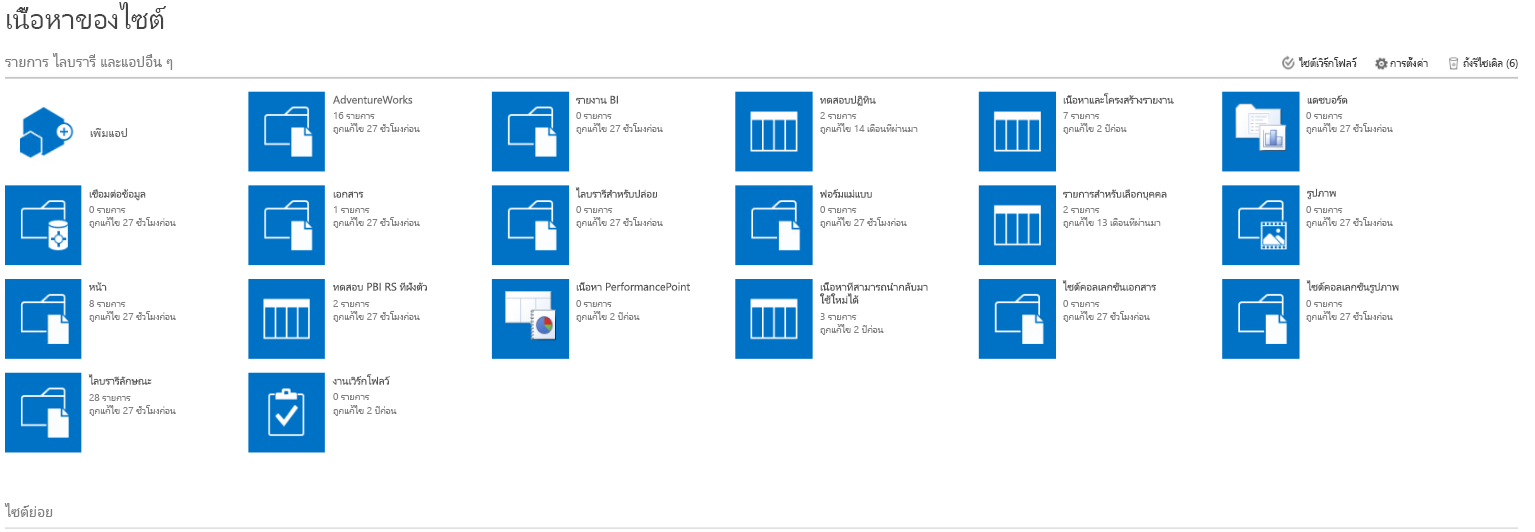 เนื้อหาของไซต์
รายการ ไลบรารี และแอปอื่น ๆ
ไซต์เวิร์กโฟลว์
การตั้งค่า
ถังรีไซเคิล (6)
เพิ่มแอป
AdventureWorks
16 รายการ
ถูกแก้ไข 27 ชั่วโมงก่อน
รายงาน BI
0 รายการ
ถูกแก้ไข 27 ชั่วโมงก่อน
ทดสอบปฏิทิน
2 รายการ
ถูกแก้ไข 14 เดือนที่ผ่านมา
เนื้อหาและโครงสร้างรายงาน
7 รายการ
ถูกแก้ไข 2 ปีก่อน
แดชบอร์ด
0 รายการ
ถูกแก้ไข 27 ชั่วโมงก่อน
เชื่อมต่อข้อมูล
0 รายการ
ถูกแก้ไข 27 ชั่วโมงก่อน
เอกสาร
1 รายการ
ถูกแก้ไข 27 ชั่วโมงก่อน
ไลบรารีสำหรับปล่อย
0 รายการ
ถูกแก้ไข 27 ชั่วโมงก่อน
ฟอร์มแม่แบบ
0 รายการ
ถูกแก้ไข 27 ชั่วโมงก่อน
รายการสำหรับเลือกบุคคล
2 รายการ
ถูกแก้ไข 13 เดือนที่ผ่านมา
รูปภาพ
0 รายการ
ถูกแก้ไข 27 ชั่วโมงก่อน
หน้า
8 รายการ
ถูกแก้ไข 27 ชั่วโมงก่อน
ทดสอบ PBI RS ที่ฝังตัว
2 รายการ
ถูกแก้ไข 27 ชั่วโมงก่อน
เนื้อหา PerformancePoint
0 รายการ
ถูกแก้ไข 2 ปีก่อน
เนื้อหาที่สามารถนำกลับมา
ใช้ใหม่ได้
3 รายการ
ถูกแก้ไข 2 ปีก่อน
ไซต์คอลเลกชันเอกสาร
0 รายการ
ถูกแก้ไข 27 ชั่วโมงก่อน
ไซต์คอลเลกชันรูปภาพ
0 รายการ
ถูกแก้ไข 27 ชั่วโมงก่อน
ไลบรารีลักษณะ
28 รายการ
ถูกแก้ไข 27 ชั่วโมงก่อน
งานเวิร์กโฟลว์
0 รายการ
ถูกแก้ไข 2 ปีก่อน
ไซต์ย่อย